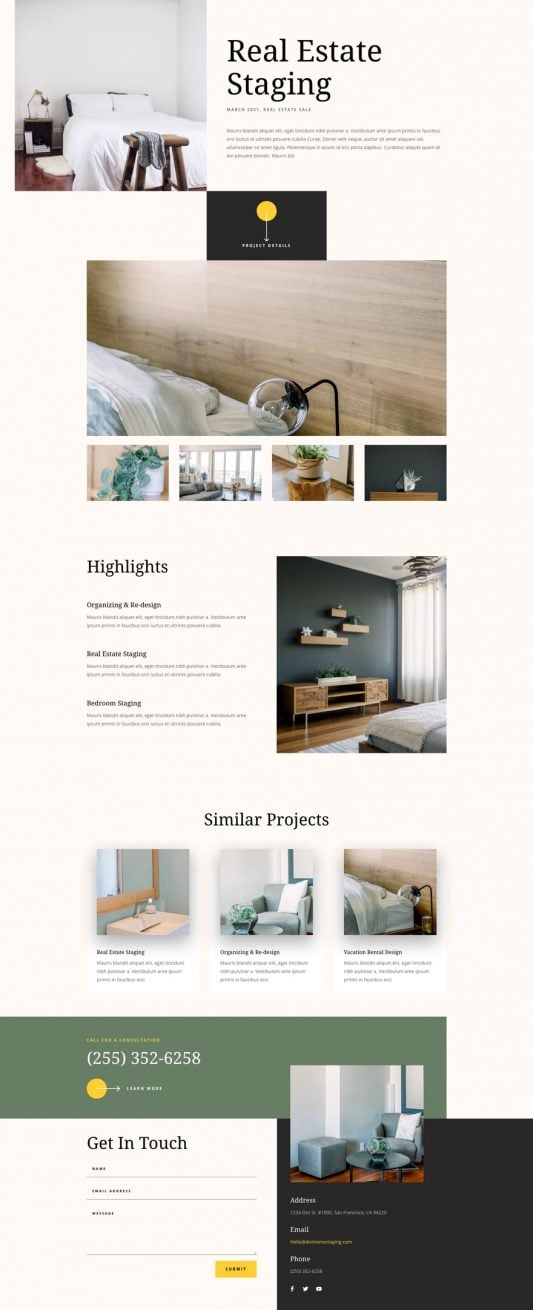 Real Estate
Staging
MARCH 2021, REAL ESTATE SALE
Mauris blandit aliquet elit, eget tincidunt nibh pulvinar a. Vestibulum ante ipsum primis in faucibus
orci luctus et ultrices posuere cubilia Curae; Donec velit neque, auctor sit amet aliquam vel,
ullamcorper sit amet ligula. Pellentesque in ipsum id orci porta dapibus. Curabitur aliquet quam id
dui posuere blandit. Mauris bla
PROJECT DETAILS
Highlights
Organizing & Re-design
Mauris blandit aliquet elit, eget tincidunt nibh pulvinar a. Vestibulum ante
ipsum primis in faucibus orci luctus et ultrices posuere cubilia
Real Estate Staging
Mauris blandit aliquet elit, eget tincidunt nibh pulvinar a. Vestibulum ante
ipsum primis in faucibus orci luctus et ultrices posuere cubilia
Bedroom Staging
Mauris blandit aliquet elit, eget tincidunt nibh pulvinar a. Vestibulum ante
ipsum primis in faucibus orci luctus et ultrices posuere cubilia
Similar Projects
Real Estate Staging
Mauris blandit aliquet elit, eget tincidunt
nibh pulvinar a. Vestibulum ante ipsum
primis in faucibus orci
Organizing & Re-design
Mauris blandit aliquet elit, eget tincidunt
nibh pulvinar a. Vestibulum ante ipsum
primis in faucibus orci
Vacation Rental Design
Mauris blandit aliquet elit, eget tincidunt
nibh pulvinar a. Vestibulum ante ipsum
primis in faucibus orci
CALL FOR A CONSULTATION
(255) 352-6258
LEARN MORE
Get In Touch
NAME
EMAIL ADDRESS
MESSAGE
SUBMIT
Address
1234 Divi St. #1000, San Francisco, CA 94220
Email
Hello@divihomestaging.com
Phone
(255) 352-6258